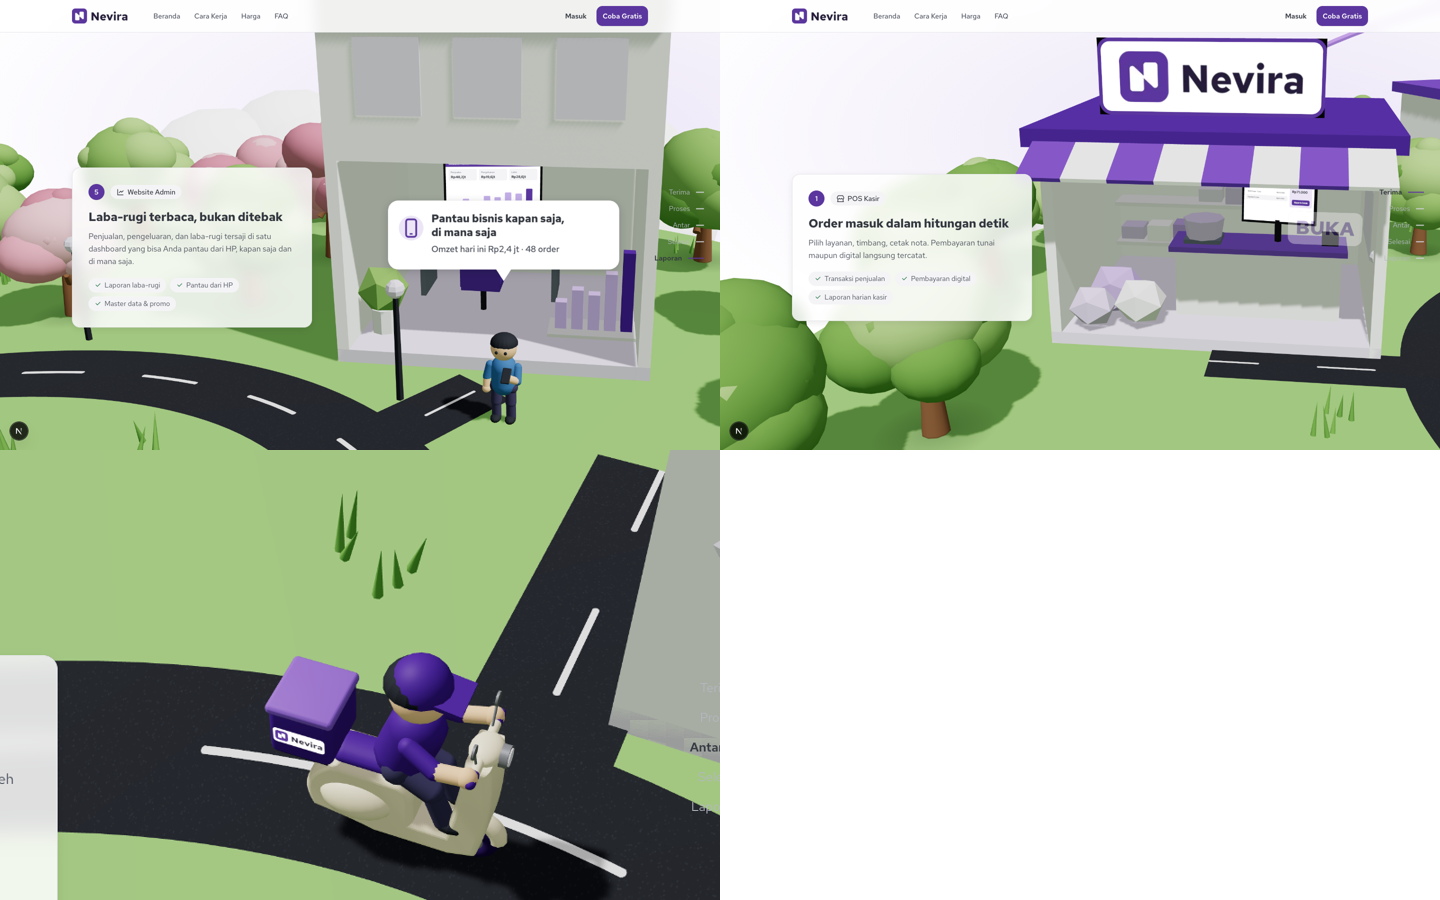 Nevira
Beranda
Cara Kerja
Harga
FAQ
Masuk
Coba Gratis
5
Website Admin
Laba-rugi terbaca, bukan ditebak
Penjualan, pengeluaran, dan laba-rugi tersaji di satu
dashboard yang bisa Anda pantau dari HP, kapan saja dan
di mana saja.
Laporan laba-rugi
Pantau dari HP
Master data & promo
Pantau bisnis kapan saja,
di mana saja
Omzet hari ini Rp2,4 jt · 48 order
Terima
Proses
Antar
Laporan
N
Nevira
Beranda
Cara Kerja
Harga
FAQ
Masuk
Coba Gratis
Nevira
1
POS Kasir
Order masuk dalam hitungan detik
Pilih layanan, timbang, cetak nota. Pembayaran tunai
maupun digital langsung tercatat.
Transaksi penjualan
Pembayaran digital
Laporan harian kasir
BUKA
Terima
Proses
Antar
Selesai
N
Nevira
eh
Antar